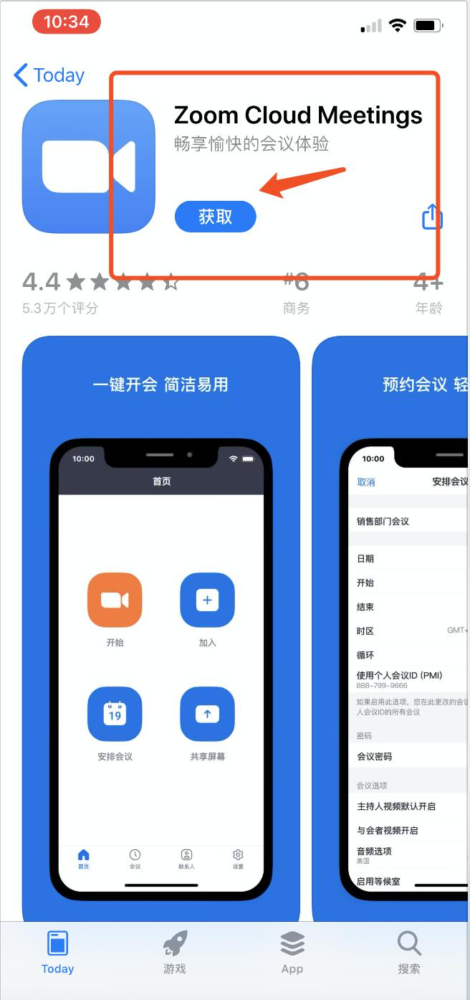 10:34
Today
Zoom Cloud Meetings
畅享愉快的会议体验
获取
4.4
#6
4+
5.3万个评分
商务
年龄
一键开会 简洁易用
10:00
首页
开始
加入
19
安排会议
共享屏幕
首页
会议
联系人
设置
预约会议 轻
10:00
取消
安排会议
销售部门会议
日期
开始
结束
时区
GMT+
循环
使用个人会议ID (PMI)
888-799-9666
如果启用此选项，您在此更改的会议
人会议ID的所有会议
密码
会议密码
会议选项
主持人视频默认开启
与会者视频开启
音频选项
美国
启用等候室
Today
游戏
App
搜索